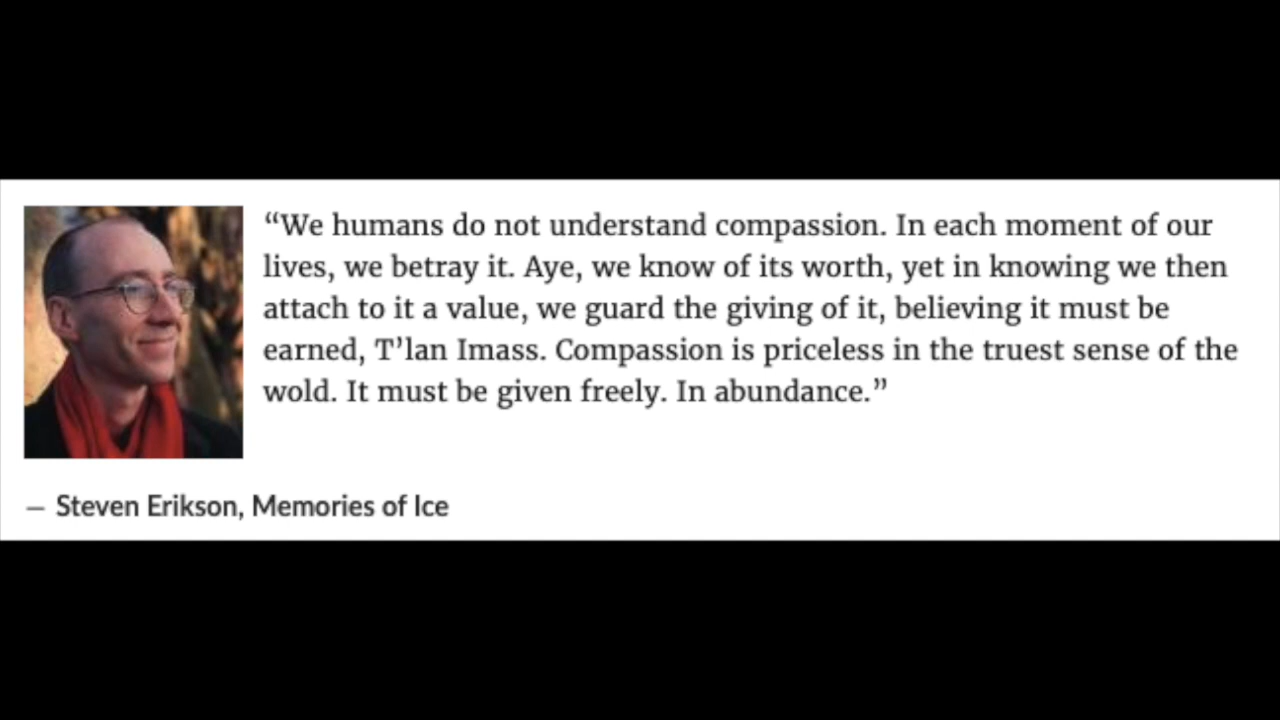 “We humans do not understand compassion. In each moment of our
lives, we betray it. Aye, we know of its worth, yet in knowing we then
attach to it a value, we guard the giving of it, believing it must be
earned, T’lan Imass. Compassion is priceless in the truest sense of the
wold. It must be given freely. In abundance.”
— Steven Erikson, Memories of Ice